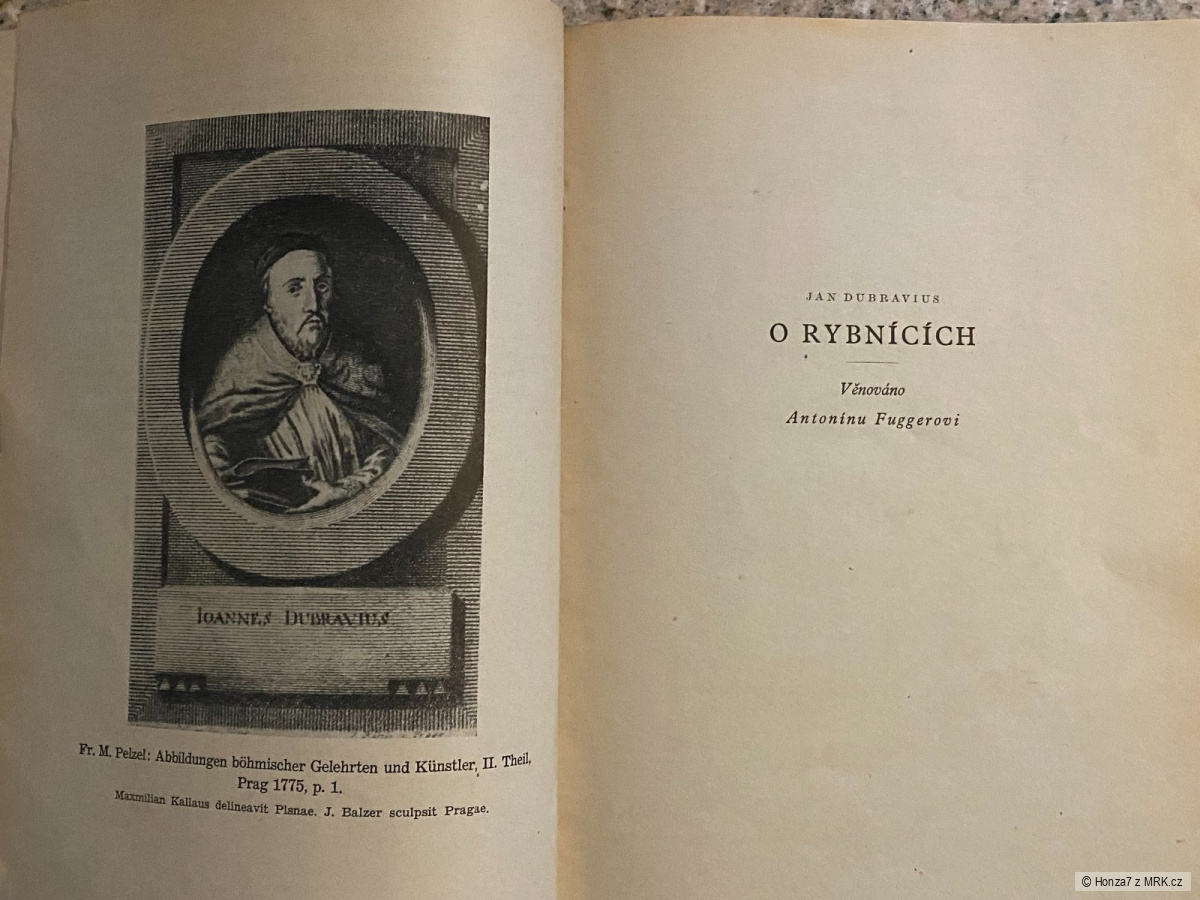 IOANNES DUBRAVIUS
Fr. M. Pelzel: Abbildungen böhmischer Gelehrten und Künstler, II. Theil,
Prag 1775, p. 1.
Maxmilian Kallaus delineavit Plsnae. J. Balzer sculpsit Pragae.
JAN DUBRAVIUS
O RYBNÍCÍCH
Věnováno
Antonínu Fuggerovi
© Honza7 z MRK.cz